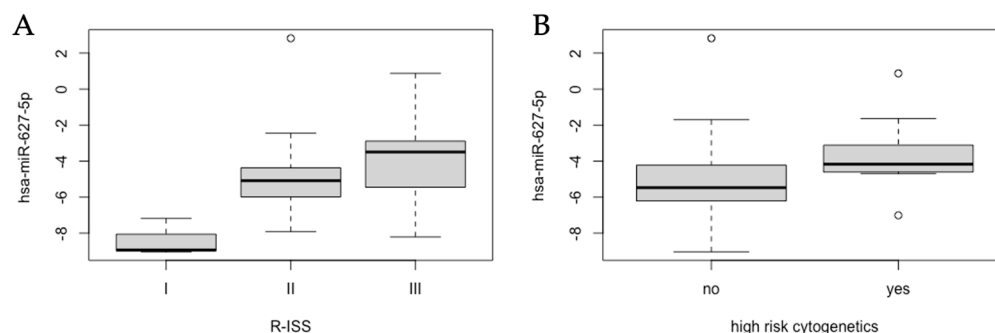 A
hsa-miR-627-5p
2
0
-2
-4
-6
-8
I II III
R-ISS
B
hsa-miR-627-5p
2
0
-2
-4
-6
-8
no yes
high risk cytogenetics